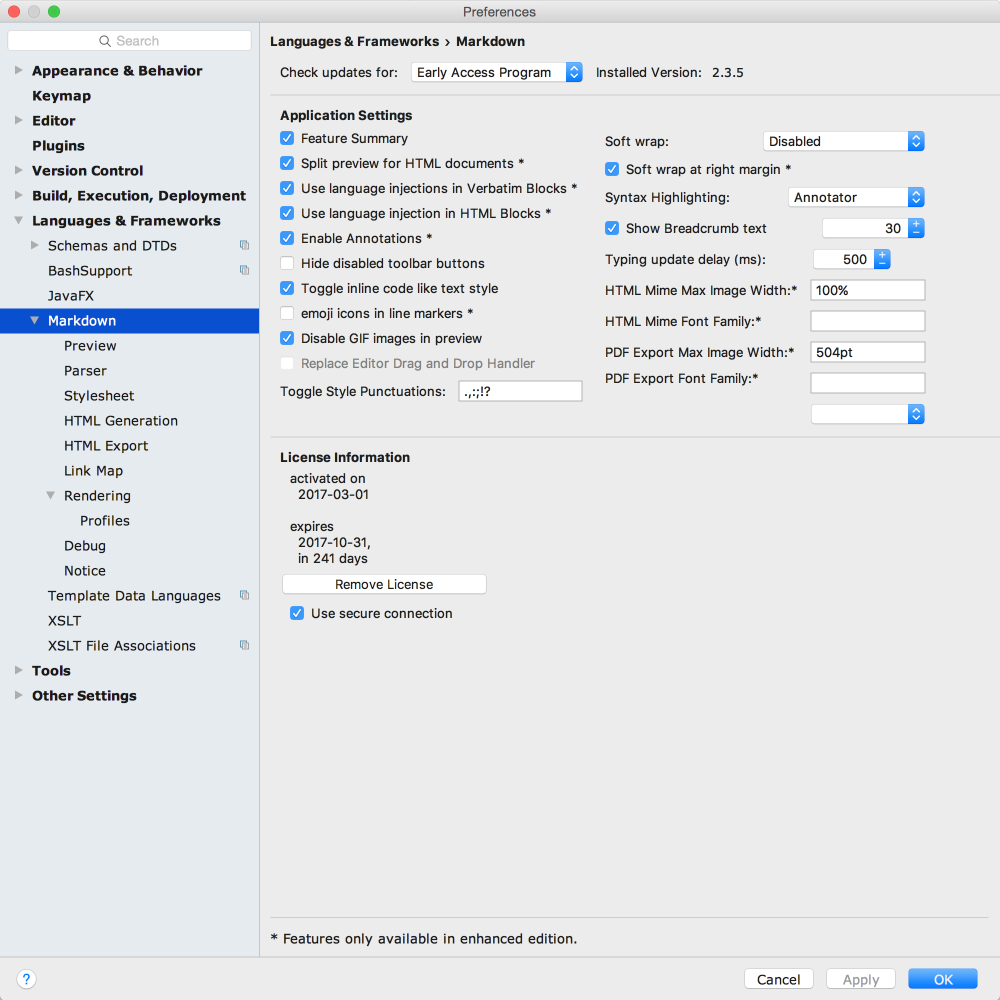 Preferences
Search
Appearance & Behavior
Keymap
Editor
Plugins
Version Control
Build, Execution, Deployment
Languages & Frameworks
Schemas and DTDs
BashSupport
JavaFX
Markdown
Preview
Parser
Stylesheet
HTML Generation
HTML Export
Link Map
Rendering
Profiles
Debug
Notice
Template Data Languages
XSLT
XSLT File Associations
Tools
Other Settings
Languages & Frameworks › Markdown
Check updates for: Early Access Program Installed Version: 2.3.5
Application Settings
Feature Summary
Split preview for HTML documents *
Use language injections in Verbatim Blocks *
Use language injection in HTML Blocks *
Enable Annotations *
Hide disabled toolbar buttons
Toggle inline code like text style
emoji icons in line markers *
Disable GIF images in preview
Replace Editor Drag and Drop Handler
Toggle Style Punctuations: .,:;!?
Soft wrap: Disabled
Soft wrap at right margin *
Syntax Highlighting: Annotator
Show Breadcrumb text 30
Typing update delay (ms): 500
HTML Mime Max Image Width:* 100%
HTML Mime Font Family:*
PDF Export Max Image Width:* 504pt
PDF Export Font Family:*
License Information
activated on
2017-03-01
expires
2017-10-31,
in 241 days
Remove License
Use secure connection
* Features only available in enhanced edition.
? Cancel Apply OK